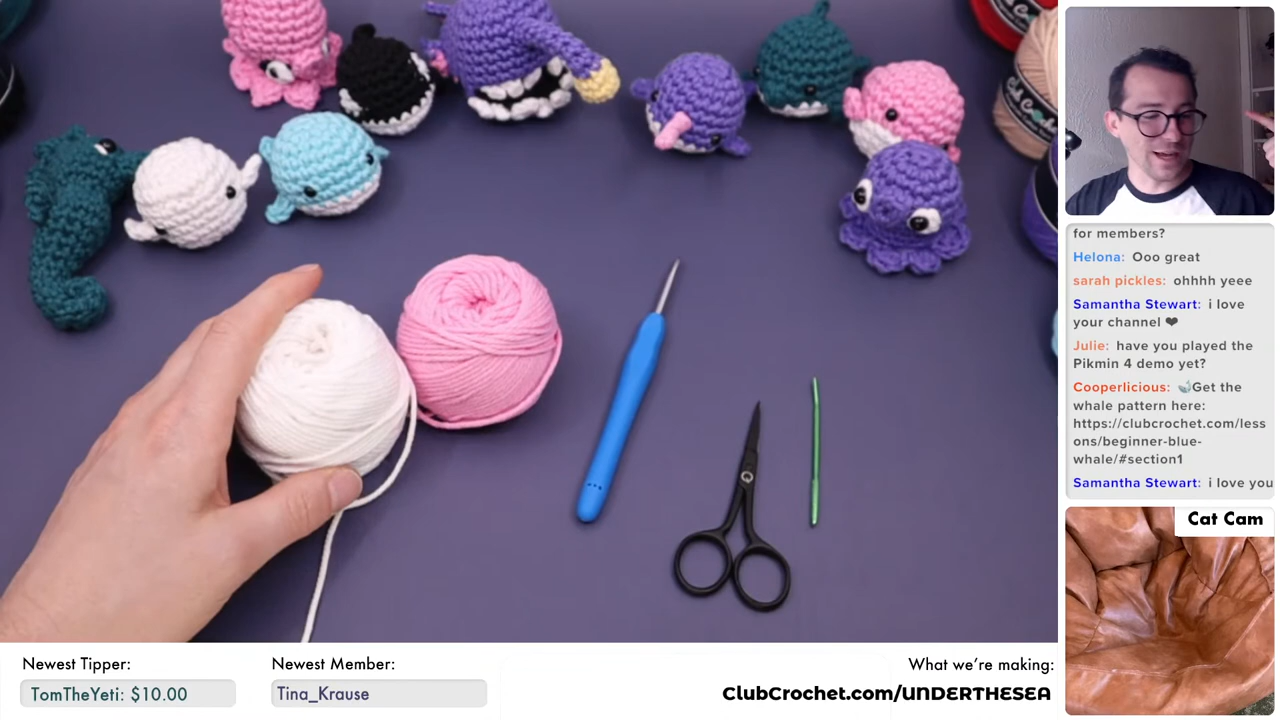 for members?
Helona: Ooo great
sarah pickles: ohhhh yeee
Samantha Stewart: i love
your channel ❤
Julie: have you played the
Pikmin 4 demo yet?
Cooperlicious: 🐋Get the
whale pattern here:
https://clubcrochet.com/less
ons/beginner-blue-
whale/#section1
Samantha Stewart: i love you
Cat Cam
Newest Tipper:
TomTheYeti: $10.00
Newest Member:
Tina_Krause
What we're making:
ClubCrochet.com/UNDERTHESEA